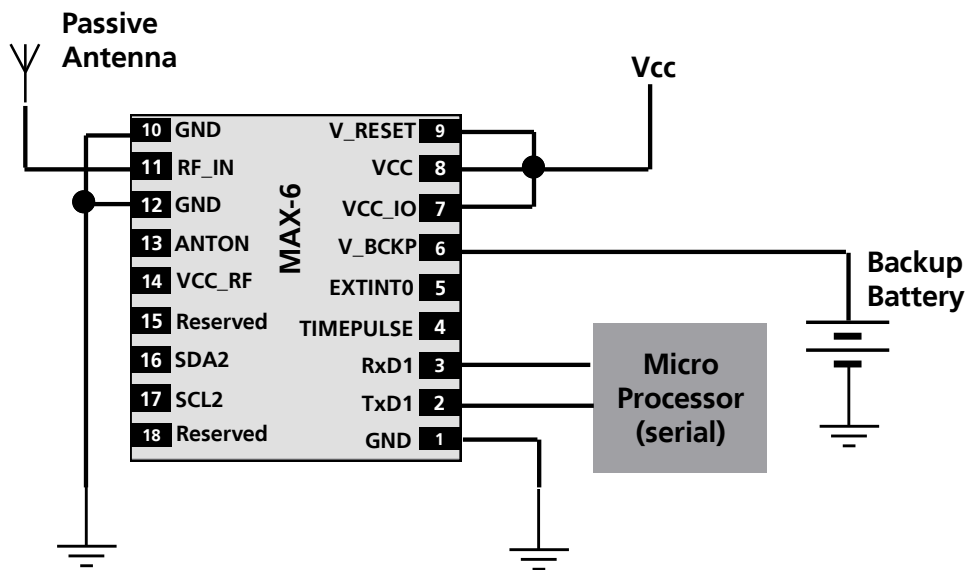 Passive
Antenna
Vcc
10 GND
11 RF_IN
12 GND
13 ANTON
14 VCC_RF
15 Reserved
16 SDA2
17 SCL2
18 Reserved
MAX-6
V_RESET 9
VCC 8
VCC_IO 7
V_BCKP 6
EXTINT0 5
TIMEPULSE 4
RxD1 3
TxD1 2
GND 1
Micro
Processor
(serial)
Backup
Battery